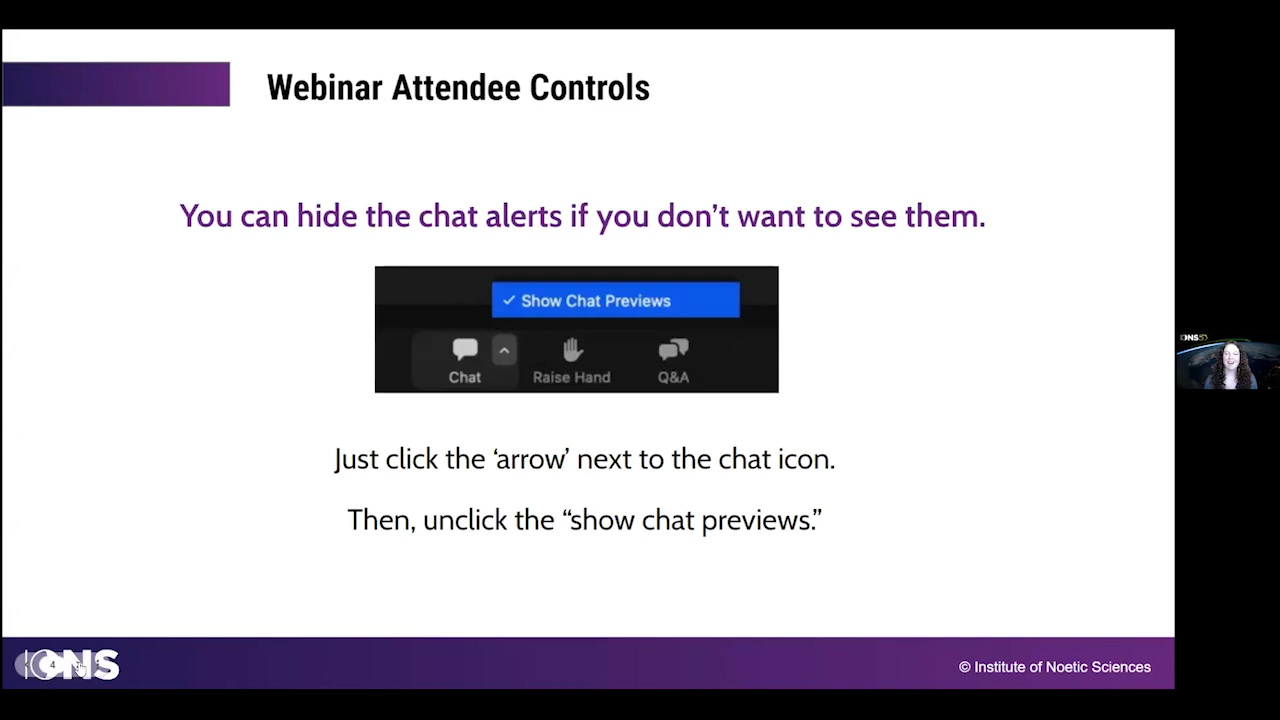 Webinar Attendee Controls
You can hide the chat alerts if you don't want to see them.
✓ Show Chat Previews
Chat
Raise Hand
Q&A
Just click the ‘arrow’ next to the chat icon.
Then, unclick the “show chat previews.”
IONS
IONS
4
© Institute of Noetic Sciences